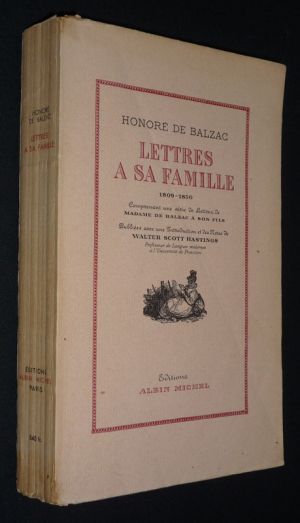 HONORÉ
DE BALZAC
LETTRES
A SA FAMILLE
ÉDITIONS
ALBIN MICHEL
PARIS
HONORÉ DE BALZAC
LETTRES
A SA FAMILLE
1809-1850
Comprenant une série de Lettres de
MADAME DE BALZAC A SON FILS
Publiées avec une Introduction et des Notes de
WALTER SCOTT HASTINGS
Professeur de Langues modernes
à l'Université de Princeton
Éditions
ALBIN MICHEL